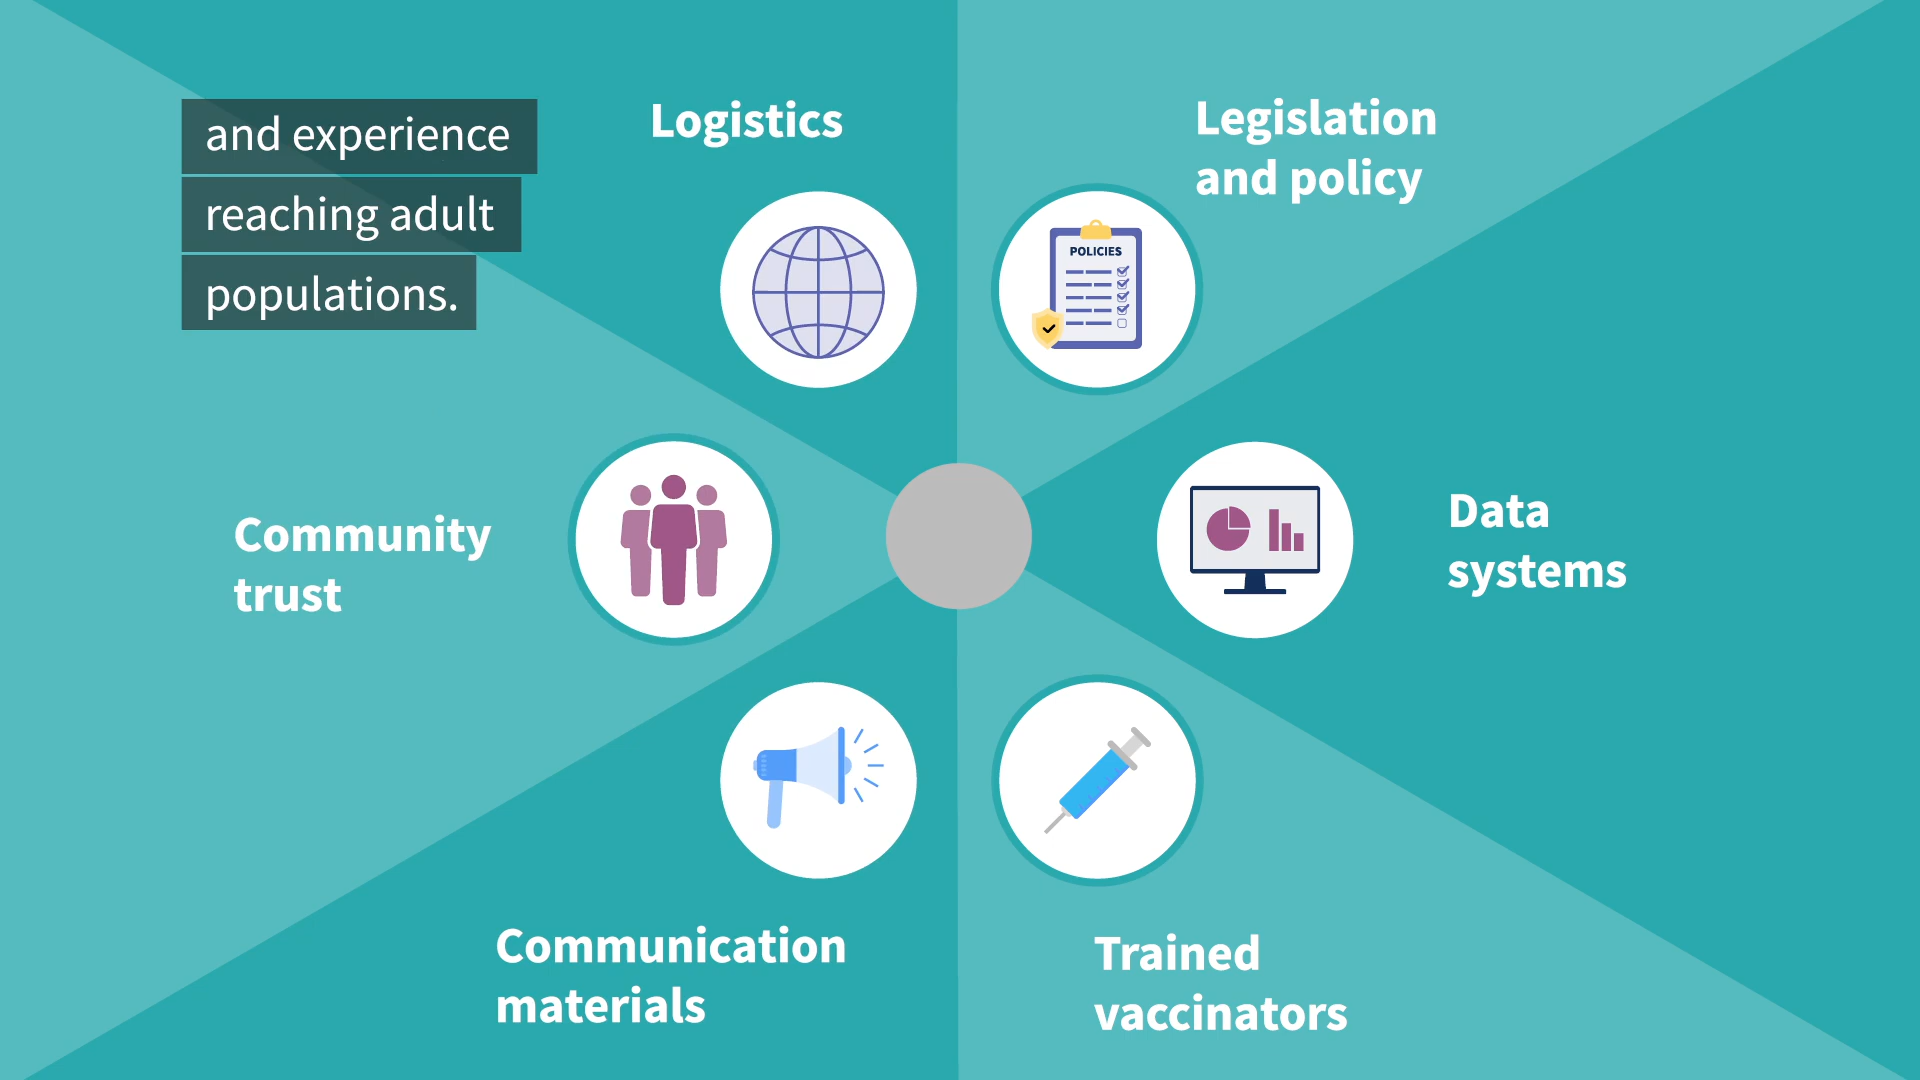 and experience
reaching adult
populations.
Logistics
Legislation
and policy
POLICIES
Community
trust
Data
systems
Communication
materials
Trained
vaccinators